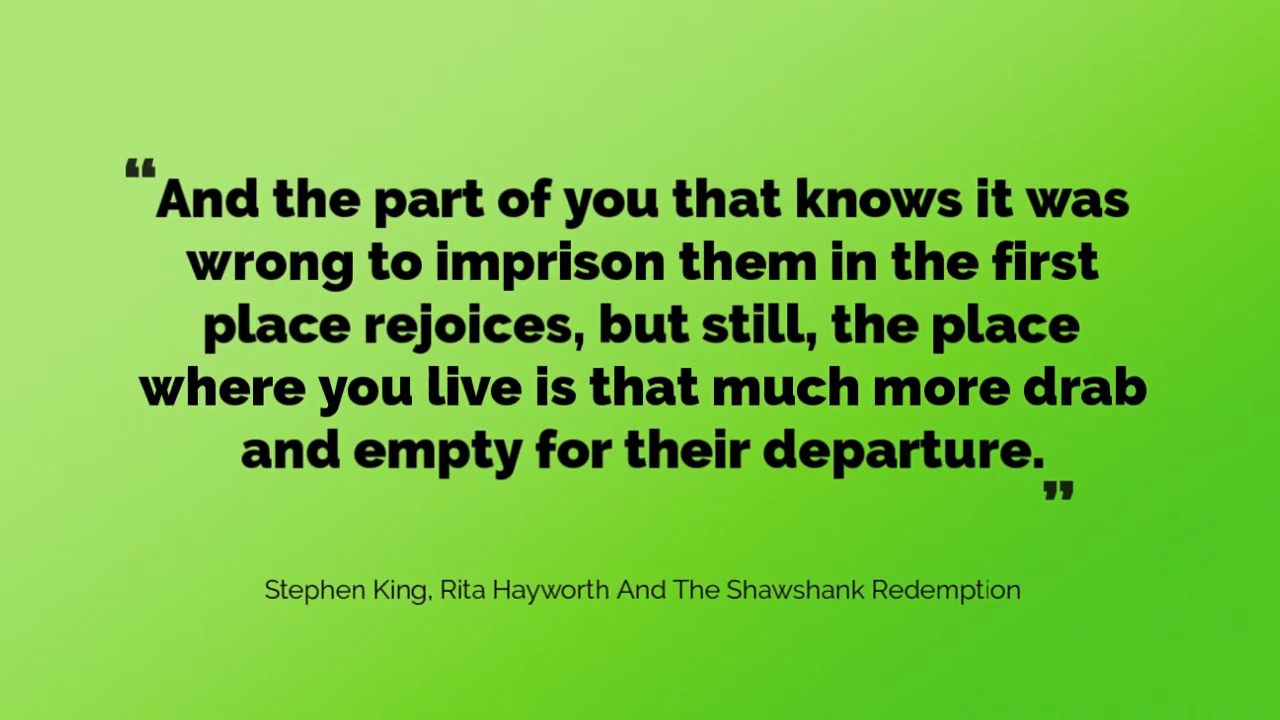 “And the part of you that knows it was
wrong to imprison them in the first
place rejoices, but still, the place
where you live is that much more drab
and empty for their departure.”
Stephen King, Rita Hayworth And The Shawshank Redemption